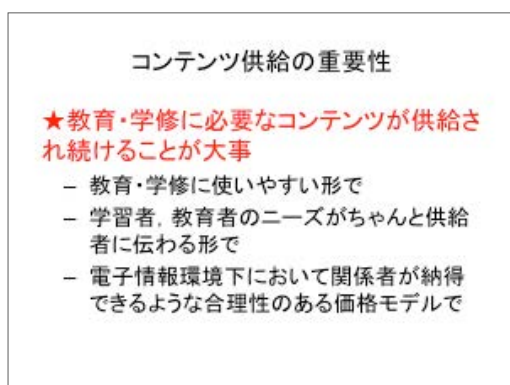 コンテンツ供給の重要性
★教育・学修に必要なコンテンツが供給さ
れ続けることが大事
– 教育・学修に使いやすい形で
– 学習者，教育者のニーズがちゃんと供給
者に伝わる形で
– 電子情報環境下において関係者が納得
できるような合理性のある価格モデルで